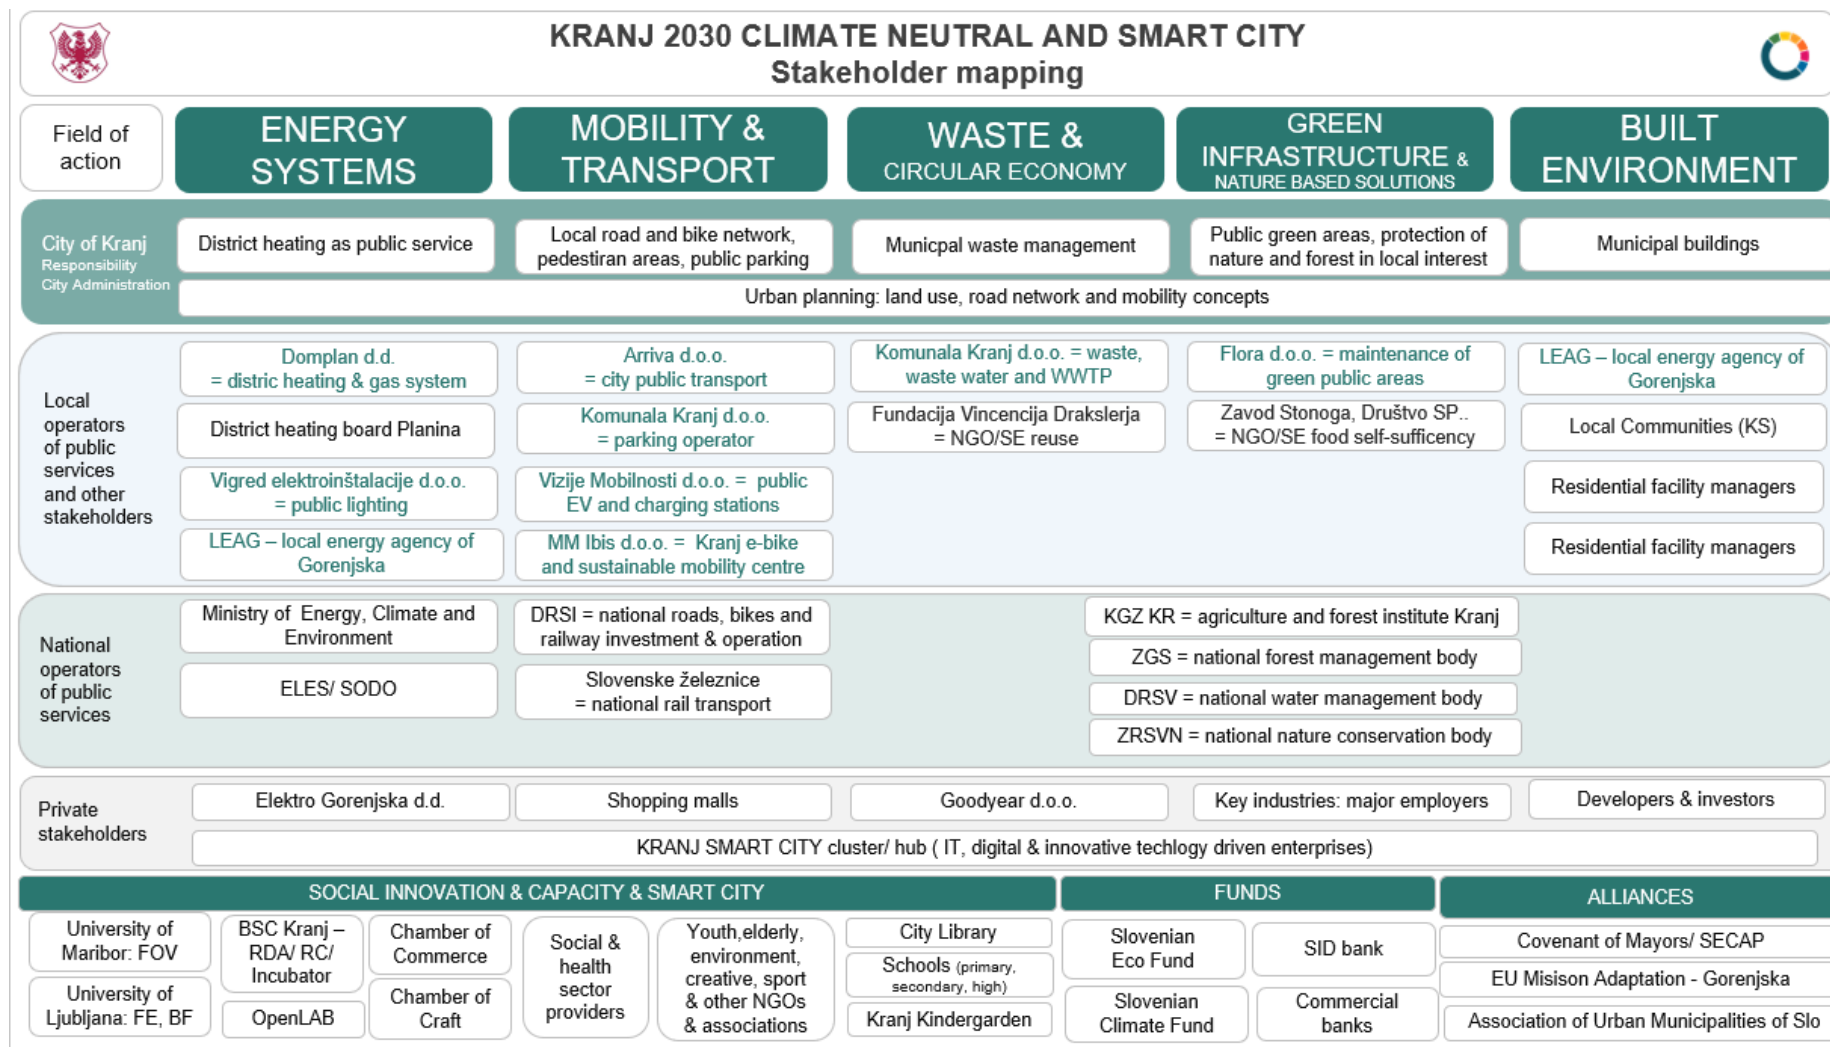 KRANJ 2030 CLIMATE NEUTRAL AND SMART CITY
Stakeholder mapping
Field of
action
ENERGY
SYSTEMS
MOBILITY &
TRANSPORT
WASTE &
CIRCULAR ECONOMY
GREEN
INFRASTRUCTURE &
NATURE BASED SOLUTIONS
BUILT
ENVIRONMENT
City of Kranj
Responsibility
City Administration
District heating as public service
Local road and bike network,
pedestiran areas, public parking
Municpal waste management
Public green areas, protection of
nature and forest in local interest
Municipal buildings
Urban planning: land use, road network and mobility concepts
Local
operators
of public
services
and other
stakeholders
Domplan d.d.
= distric heating & gas system
District heating board Planina
Vigred elektroinštalacije d.o.o.
= public lighting
LEAG – local energy agency of
Gorenjska
Arriva d.o.o.
= city public transport
Komunala Kranj d.o.o.
= parking operator
Vizije Mobilnosti d.o.o. = public
EV and charging stations
MM Ibis d.o.o. = Kranj e-bike
and sustainable mobility centre
Komunala Kranj d.o.o. = waste,
waste water and WWTP
Fundacija Vincencija Drakslerja
= NGO/SE reuse
Flora d.o.o. = maintenance of
green public areas
Zavod Stonoga, Društvo SP..
= NGO/SE food self-sufficency
LEAG – local energy agency of
Gorenjska
Local Communities (KS)
Residential facility managers
Residential facility managers
National
operators
of public
services
Ministry of Energy, Climate and
Environment
ELES/ SODO
DRSI = national roads, bikes and
railway investment & operation
Slovenske železnice
= national rail transport
KGZ KR = agriculture and forest institute Kranj
ZGS = national forest management body
DRSV = national water management body
ZRSVN = national nature conservation body
Private
stakeholders
Elektro Gorenjska d.d.
Shopping malls
Goodyear d.o.o.
Key industries: major employers
Developers & investors
KRANJ SMART CITY cluster/ hub ( IT, digital & innovative techlogy driven enterprises)
SOCIAL INNOVATION & CAPACITY & SMART CITY
University of
Maribor: FOV
University of
Ljubljana: FE, BF
BSC Kranj –
RDA/ RC/
Incubator
OpenLAB
Chamber of
Commerce
Chamber of
Craft
Social &
health
sector
providers
Youth,elderly,
environment,
creative, sport
& other NGOs
& associations
City Library
Schools (primary,
secondary, high)
Kranj Kindergarden
FUNDS
Slovenian
Eco Fund
SID bank
Slovenian
Climate Fund
Commercial
banks
ALLIANCES
Covenant of Mayors/ SECAP
EU Misison Adaptation - Gorenjska
Association of Urban Municipalities of Slo